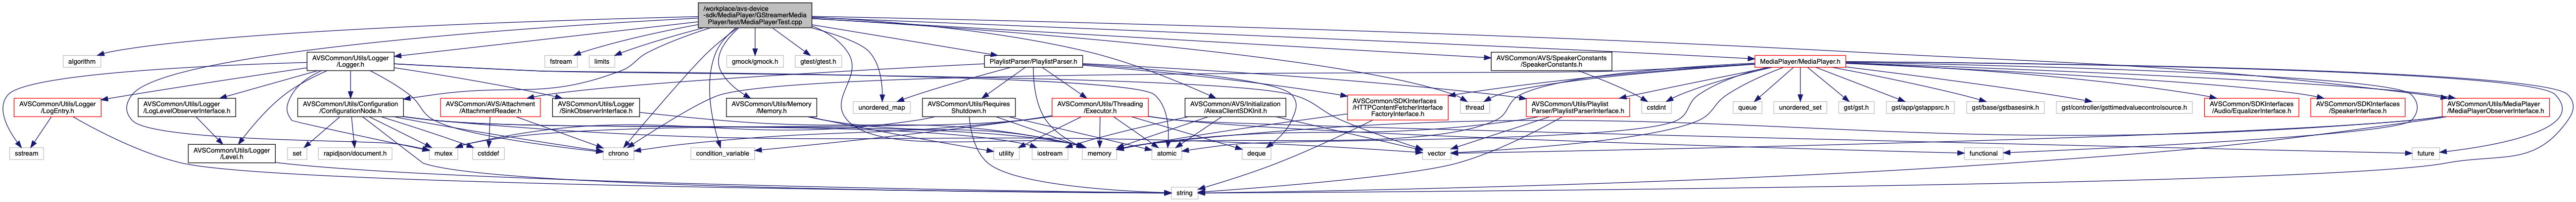 /workplace/avs-device
-sdk/MediaPlayer/GStreamerMedia
Player/test/MediaPlayerTest.cpp
algorithm
AVSCommon/Utils/Logger
/Logger.h
fstream
limits
gmock/gmock.h
gtest/gtest.h
PlaylistParser/PlaylistParser.h
AVSCommon/AVS/SpeakerConstants
/SpeakerConstants.h
MediaPlayer/MediaPlayer.h
AVSCommon/Utils/Logger
/LogEntry.h
AVSCommon/Utils/Logger
/LogLevelObserverInterface.h
AVSCommon/Utils/Configuration
/ConfigurationNode.h
AVSCommon/AVS/Attachment
/AttachmentReader.h
AVSCommon/Utils/Logger
/SinkObserverInterface.h
AVSCommon/Utils/Memory
/Memory.h
unordered_map
AVSCommon/Utils/Requires
Shutdown.h
AVSCommon/Utils/Threading
/Executor.h
AVSCommon/AVS/Initialization
/AlexaClientSDKInit.h
AVSCommon/SDKInterfaces
/HTTPContentFetcherInterface
FactoryInterface.h
thread
AVSCommon/Utils/Playlist
Parser/PlaylistParserInterface.h
cstdint
queue
unordered_set
gst/gst.h
gst/app/gstappsrc.h
gst/base/gstbasesink.h
gst/controller/gsttimedvaluecontrolsource.h
AVSCommon/SDKInterfaces
/Audio/EqualizerInterface.h
AVSCommon/SDKInterfaces
/SpeakerInterface.h
AVSCommon/Utils/MediaPlayer
/MediaPlayerObserverInterface.h
sstream
AVSCommon/Utils/Logger
/Level.h
set
rapidjson/document.h
mutex
cstddef
chrono
condition_variable
utility
iostream
memory
atomic
deque
vector
functional
future
string